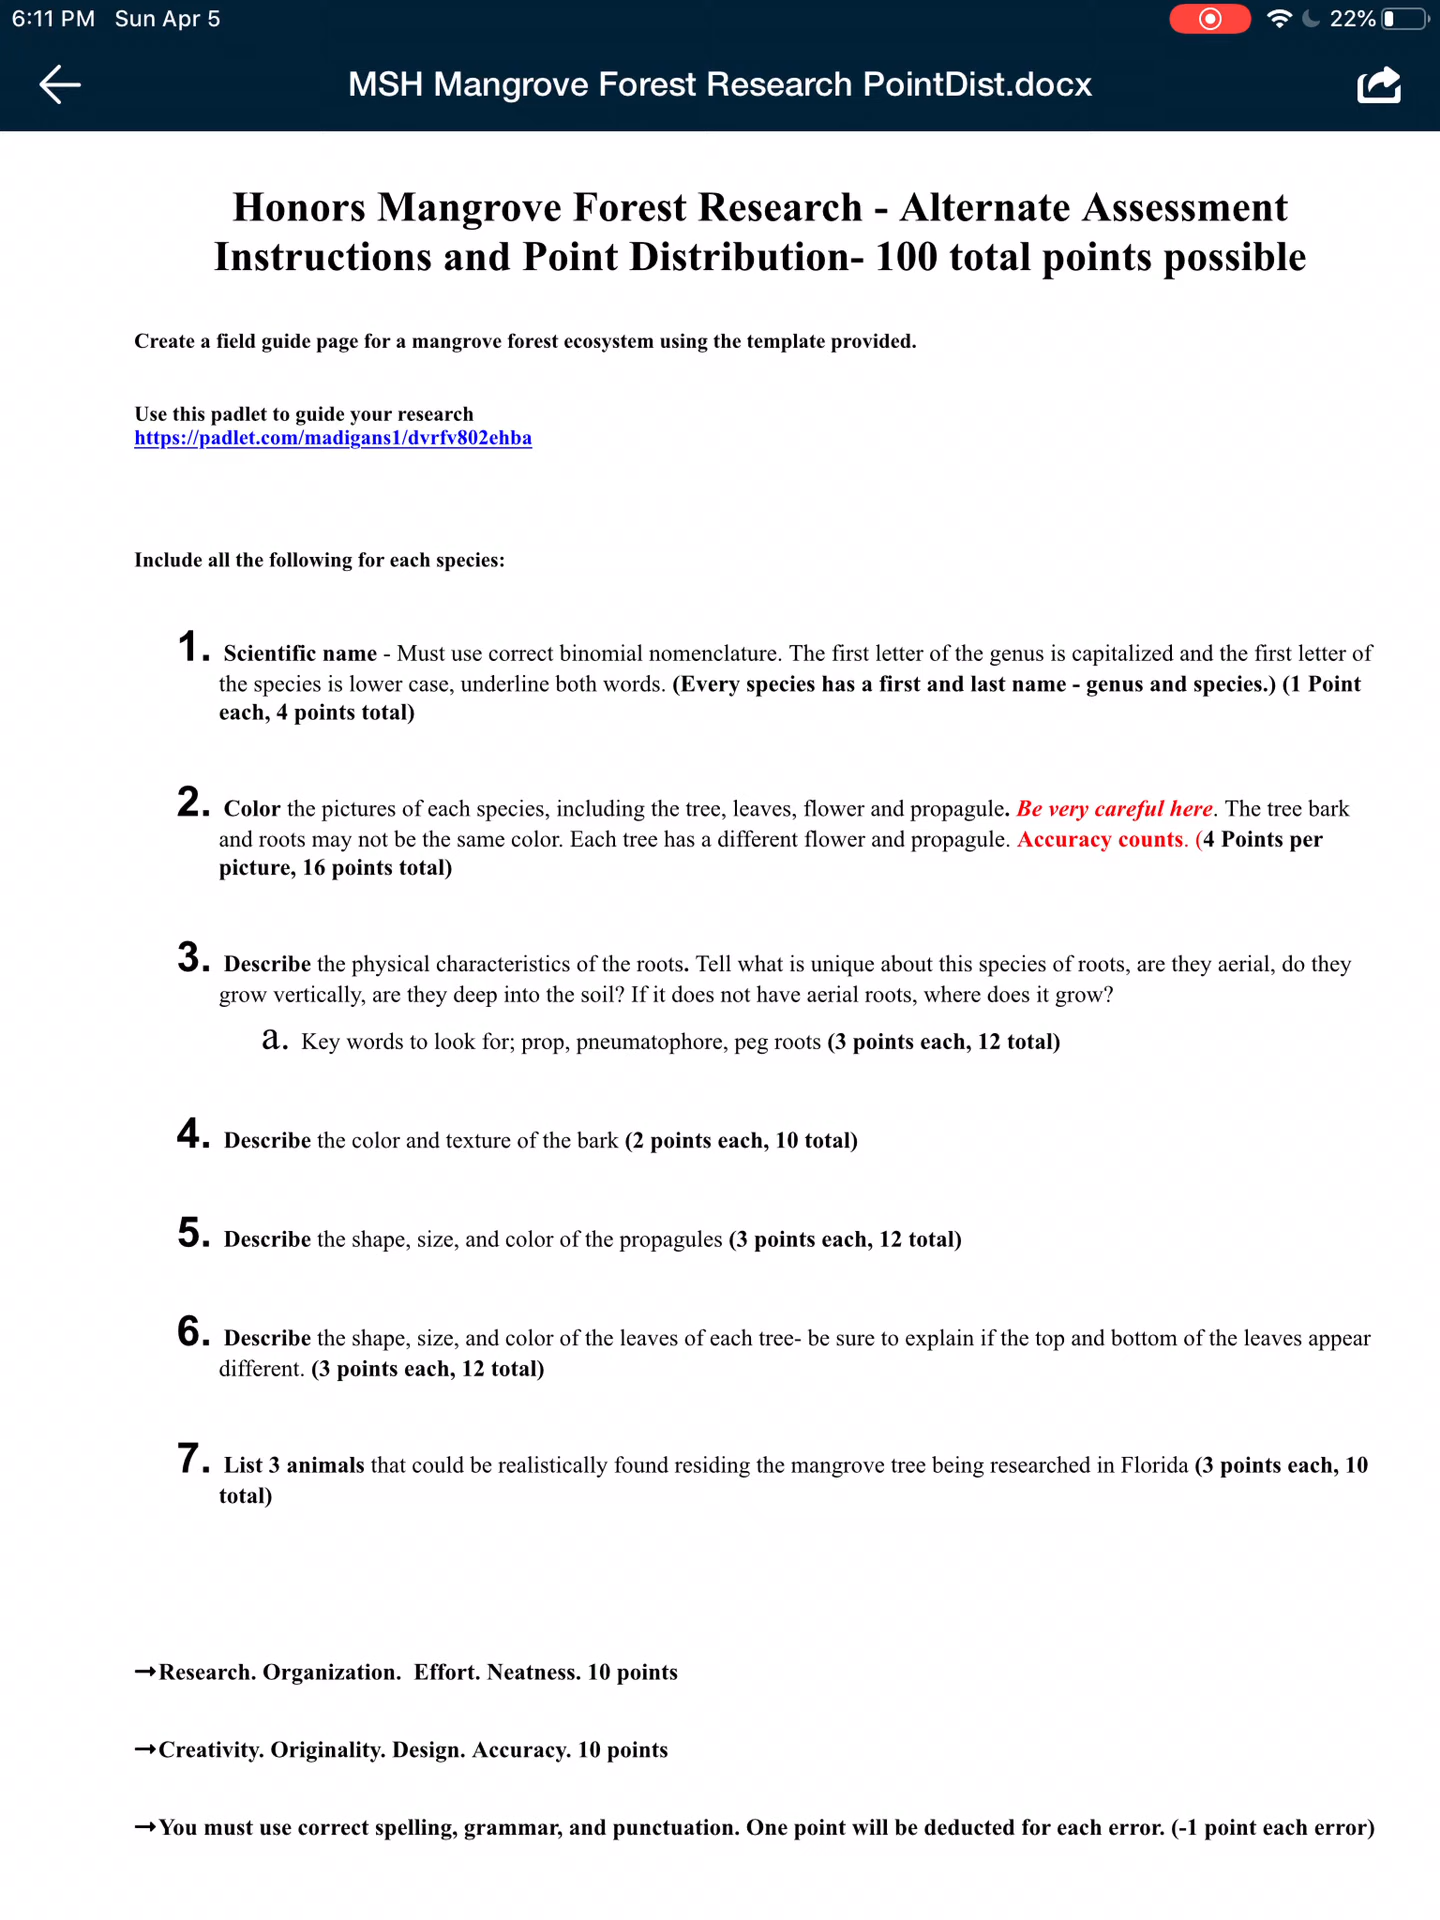 6:11 PM Sun Apr 5
22%
MSH Mangrove Forest Research PointDist.docx
Honors Mangrove Forest Research - Alternate Assessment
Instructions and Point Distribution- 100 total points possible
Create a field guide page for a mangrove forest ecosystem using the template provided.
Use this padlet to guide your research
https://padlet.com/madigans1/dvrfv802ehba
Include all the following for each species:
1. Scientific name - Must use correct binomial nomenclature. The first letter of the genus is capitalized and the first letter of
the species is lower case, underline both words. (Every species has a first and last name - genus and species.) (1 Point
each, 4 points total)
2. Color the pictures of each species, including the tree, leaves, flower and propagule. Be very careful here. The tree bark
and roots may not be the same color. Each tree has a different flower and propagule. Accuracy counts. (4 Points per
picture, 16 points total)
3. Describe the physical characteristics of the roots. Tell what is unique about this species of roots, are they aerial, do they
grow vertically, are they deep into the soil? If it does not have aerial roots, where does it grow?
a. Key words to look for; prop, pneumatophore, peg roots (3 points each, 12 total)
4. Describe the color and texture of the bark (2 points each, 10 total)
5. Describe the shape, size, and color of the propagules (3 points each, 12 total)
6. Describe the shape, size, and color of the leaves of each tree- be sure to explain if the top and bottom of the leaves appear
different. (3 points each, 12 total)
7. List 3 animals that could be realistically found residing the mangrove tree being researched in Florida (3 points each, 10
total)
→Research. Organization.  Effort. Neatness. 10 points
→Creativity. Originality. Design. Accuracy. 10 points
→You must use correct spelling, grammar, and punctuation. One point will be deducted for each error. (-1 point each error)